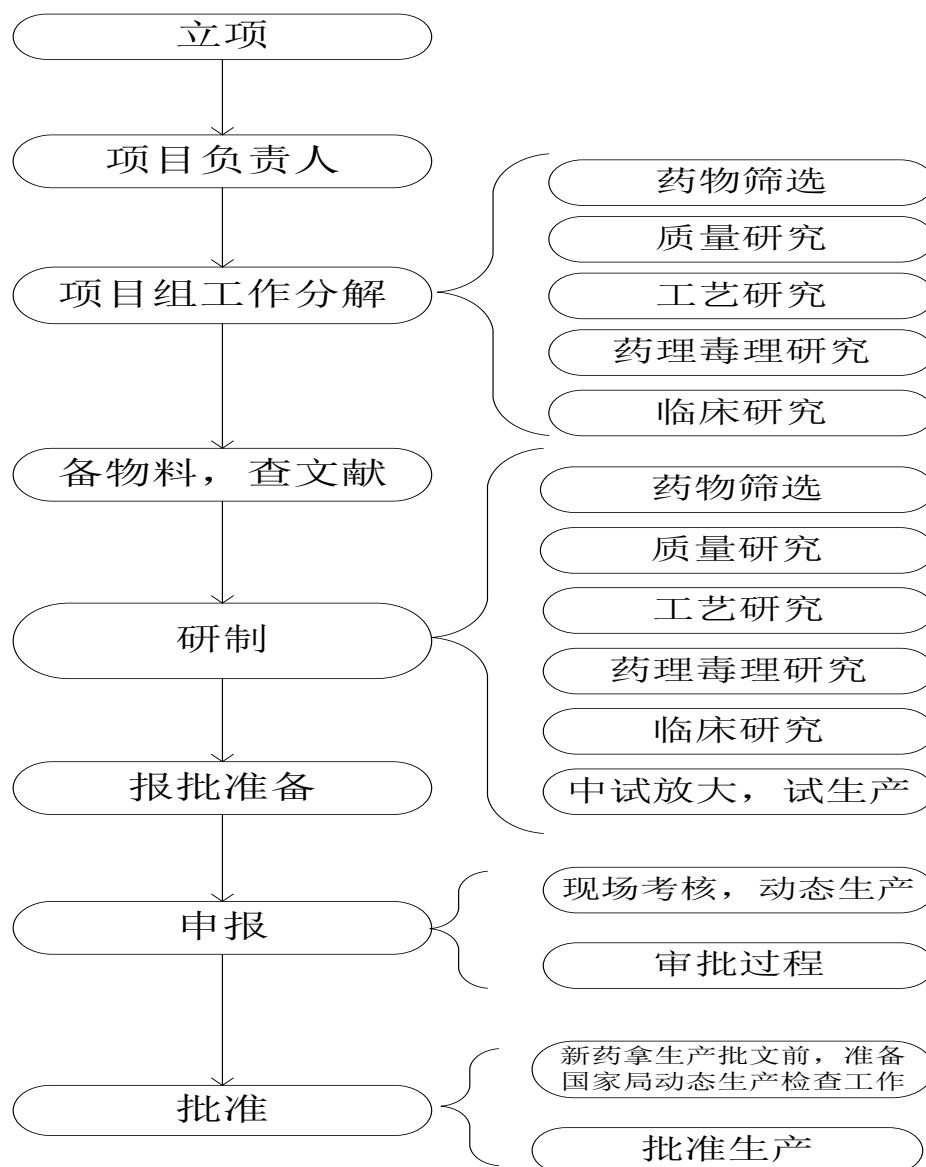 立项
项目负责人
项目组工作分解
药物筛选
质量研究
工艺研究
药理毒理研究
临床研究
备物料，查文献
研制
药物筛选
质量研究
工艺研究
药理毒理研究
临床研究
中试放大，试生产
报批准备
申报
现场考核，动态生产
审批过程
批准
新药拿生产批文前，准备
国家局动态生产检查工作
批准生产